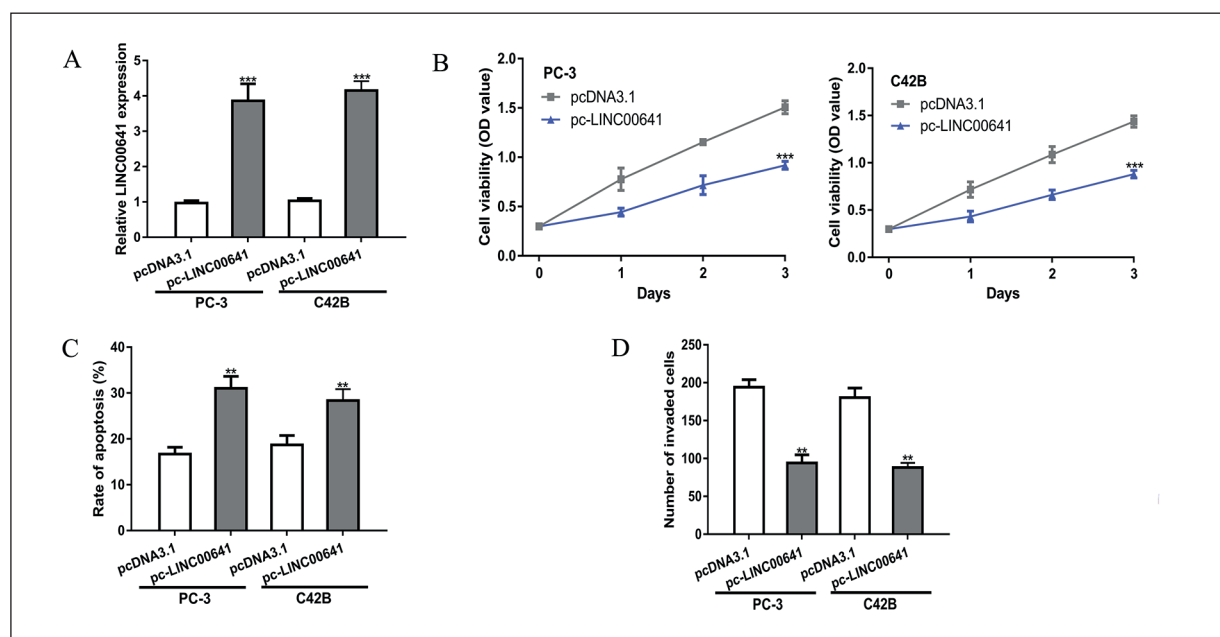 A
Relative LINC00641 expression
5
4
3
2
1
0
***
***
pcDNA3.1
pc-LINC00641
pcDNA3.1
pc-LINC00641
PC-3
C42B
B
Cell viability (OD value)
2.0
1.5
1.0
0.5
0.0
PC-3
pcDNA3.1
pc-LINC00641
***
0 1 2 3
Days
Cell viability (OD value)
2.0
1.5
1.0
0.5
0.0
C42B
pcDNA3.1
pc-LINC00641
***
0 1 2 3
Days
C
Rate of apoptosis (%)
40
30
20
10
0
**
**
pcDNA3.1
pc-LINC00641
pcDNA3.1
pc-LINC00641
PC-3
C42B
D
Number of invaded cells
250
200
150
100
50
0
**
**
pcDNA3.1
pc-LINC00641
pcDNA3.1
pc-LINC00641
PC-3
C42B